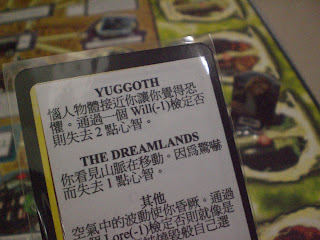 YUGGOTH
惱人物體接近你讓你覺得恐
懼。通過一個 Will(-1)檢定否
則失去 2 點心智。
THE DREAMLANDS
你看見山脈在移動。因為驚嚇
而失去 1 點心智。
其他
空氣中的波動使你昏厥。通過
Lore(-1)檢定否則就像是